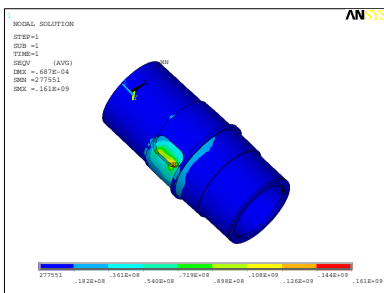 1
ANSYS
NODAL SOLUTION
STEP=1
SUB =1
TIME=1
SEQV (AVG)
DMX =.687E-04
SMN =277551
SMX =.161E+09
MN
277551 .361E+08 .719E+08 .108E+09 .144E+09
.182E+08 .540E+08 .898E+08 .126E+09 .161E+09